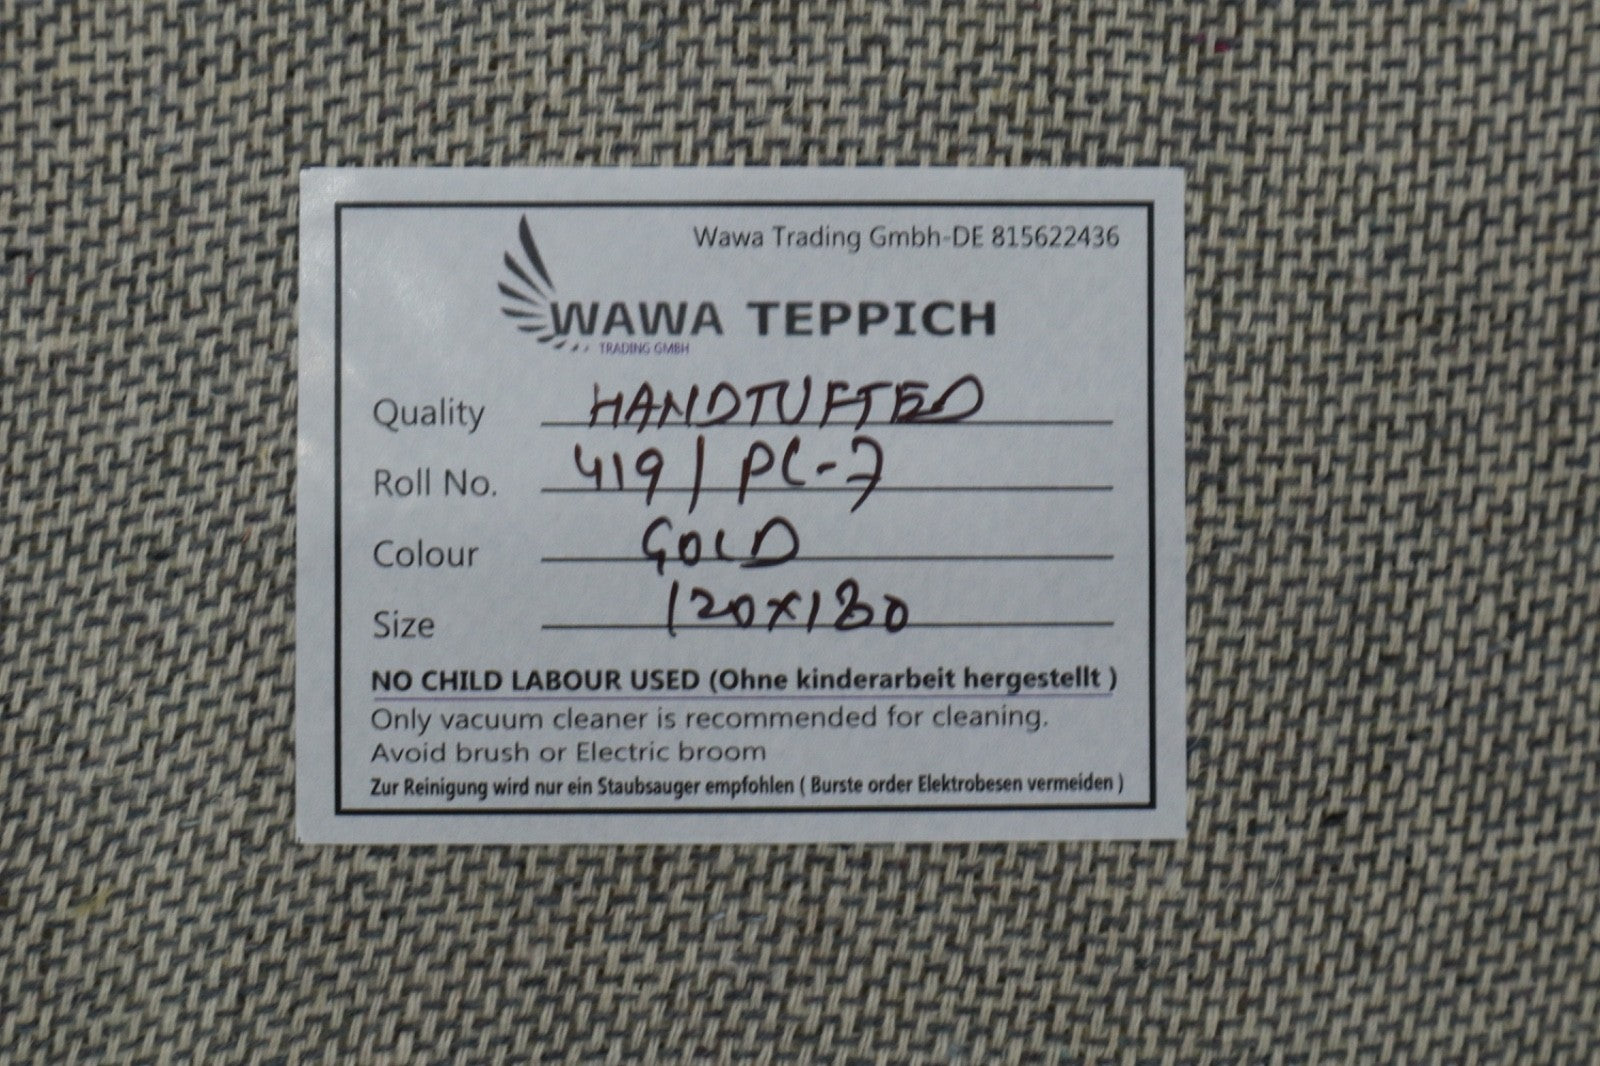 Wawa Trading Gmbh-DE 815622436
WAWA TEPPICH
TRADING GMBH
Quality HANDTUFTED
Roll No. 419 / PC-7
Colour GOLD
Size 120x180
NO CHILD LABOUR USED (Ohne kinderarbeit hergestellt )
Only vacuum cleaner is recommended for cleaning.
Avoid brush or Electric broom
Zur Reinigung wird nur ein Staubsauger empfohlen ( Burste order Elektrobesen vermeiden )